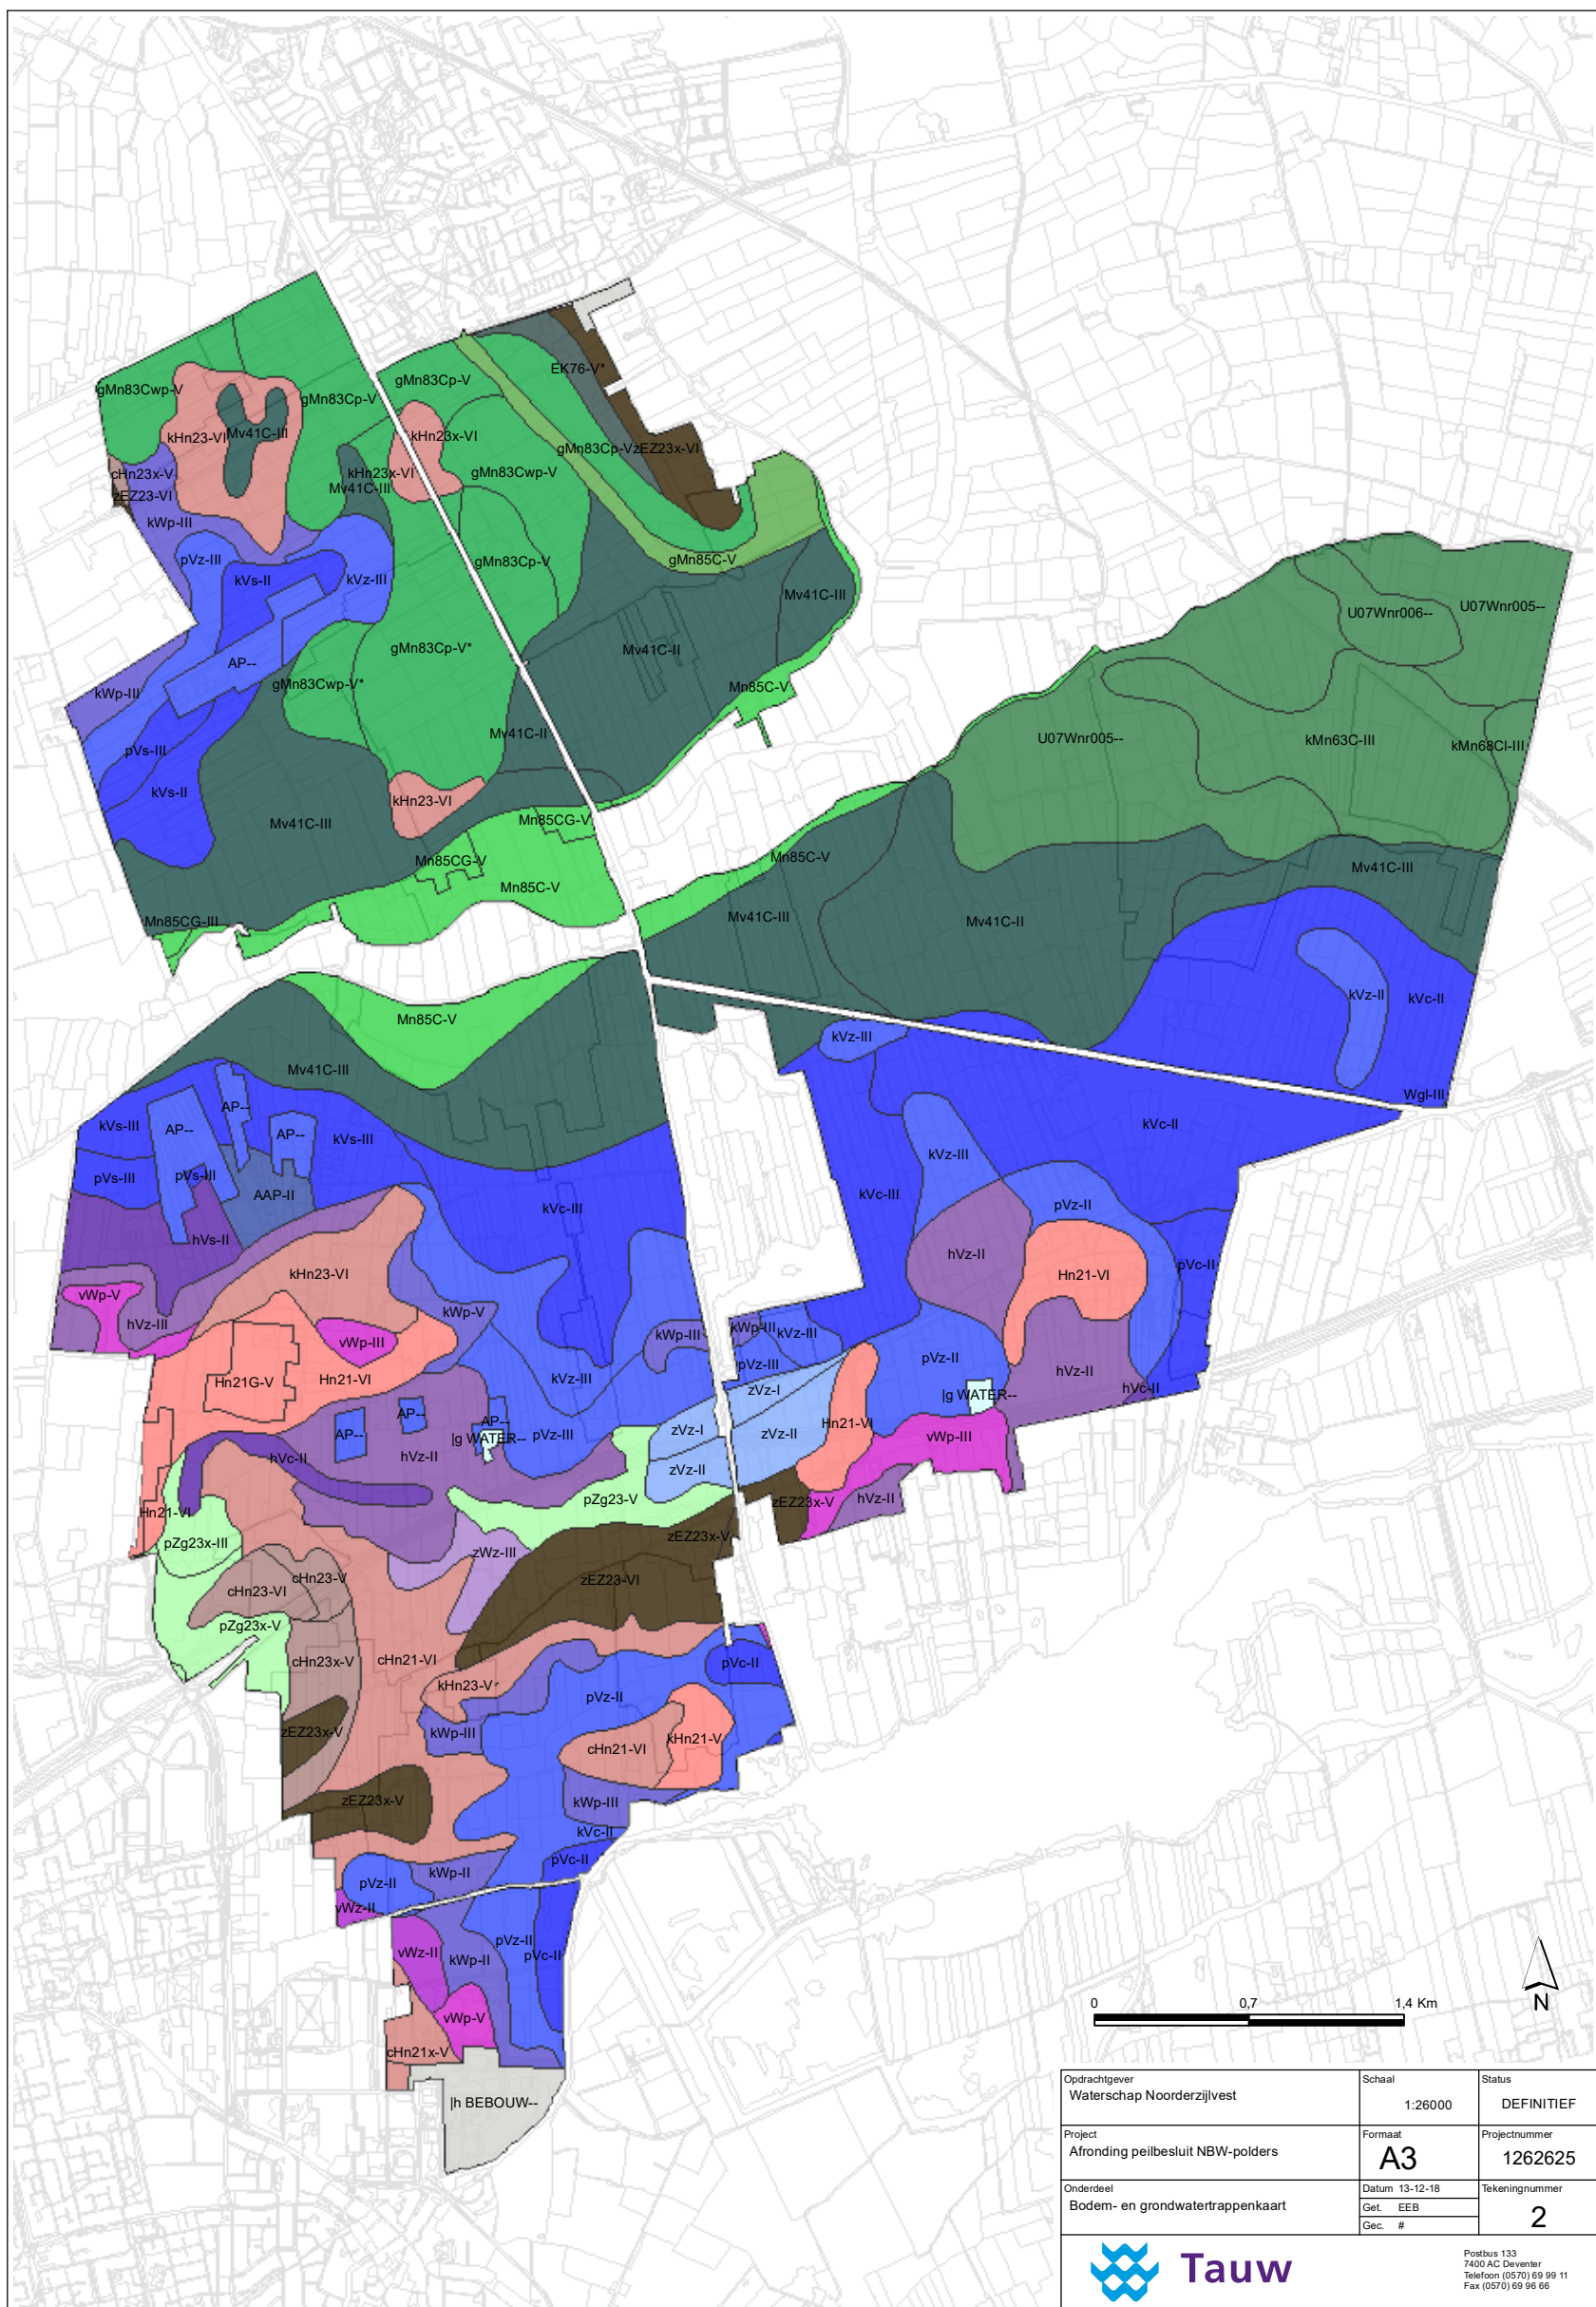 gMn83Cwp-V
gMn83Cp-V
gMn83Cp-V
EK76-V*
kHn23-VI
Mv41C-III
kHn23x-VI
gMn83Cp-V
zEZ23x-VI
cHn23x-V
kHn23x-VI
gMn83Cwp-V
Mv41C-III
zEZ23-VI
kWp-III
pVz-III
kVs-II
kVz-III
gMn83Cp-V
gMn85C-V
Mv41C-III
U07Wnr006--
U07Wnr005--
gMn83Cp-V*
Mv41C-II
AP--
gMn83Cwp-V*
kWp-III
Mn85C-V
pVs-III
Mv41C-II
U07Wnr005--
kMn63C-III
kMn68Cl-III
kVs-II
kHn23-VI
Mv41C-III
Mn85CG-V
Mn85CG-V
Mn85C-V
Mn85C-V
Mv41C-III
Mn85CG-III
Mv41C-III
Mv41C-II
kVz-II
kVc-II
Mn85C-V
kVz-III
Mv41C-III
Wgl-III
AP--
kVs-III
AP--
AP--
kVs-III
kVc-II
kVz-III
pVs-III
pVs-III
AAP-II
kVc-III
kVc-III
pVz-II
hVs-II
hVz-II
pVc-II
kHn23-VI
Hn21-VI
vWp-V
hVz-III
kWp-V
vWp-III
kWp-III
kWp-III
kVz-III
Hn21G-V
Hn21-VI
kVz-III
pVz-III
pVz-II
hVz-II
zVz-I
|g WATER--
hVc-II
AP--
AP--
AP--
|g WATER--
pVz-III
zVz-I
zVz-II
Hn21-VI
vWp-III
hVc-II
hVz-II
zVz-II
Hn21-VI
pZg23-V
zEZ23x-V
hVz-II
pZg23x-III
zWz-III
zEZ23x-V
cHn23-V
cHn23-VI
zEZ23-VI
pZg23x-V
cHn23x-V
cHn21-VI
pVc-II
kHn23-V
pVz-II
zEZ23x-V
kWp-III
cHn21-VI
kHn21-V
zEZ23x-V
kWp-III
kVc-II
pVc-II
pVz-II
kWp-II
vWz-II
vWz-II
kWp-II
pVz-II
pVc-II
vWp-V
cHn21x-V
|h BEBOUW--
0
0,7
1,4 Km
N
Opdrachtgever
Waterschap Noorderzijlvest
Schaal
1:26000
Status
DEFINITIEF
Project
Afronding peilbesluit NBW-polders
Formaat
A3
Projectnummer
1262625
Onderdeel
Bodem- en grondwatertrappenkaart
Datum 13-12-18
Get. EEB
Gec. #
Tekeningnummer
2
Tauw
Postbus 133
7400 AC Deventer
Telefoon (0570) 69 99 11
Fax (0570) 69 96 66